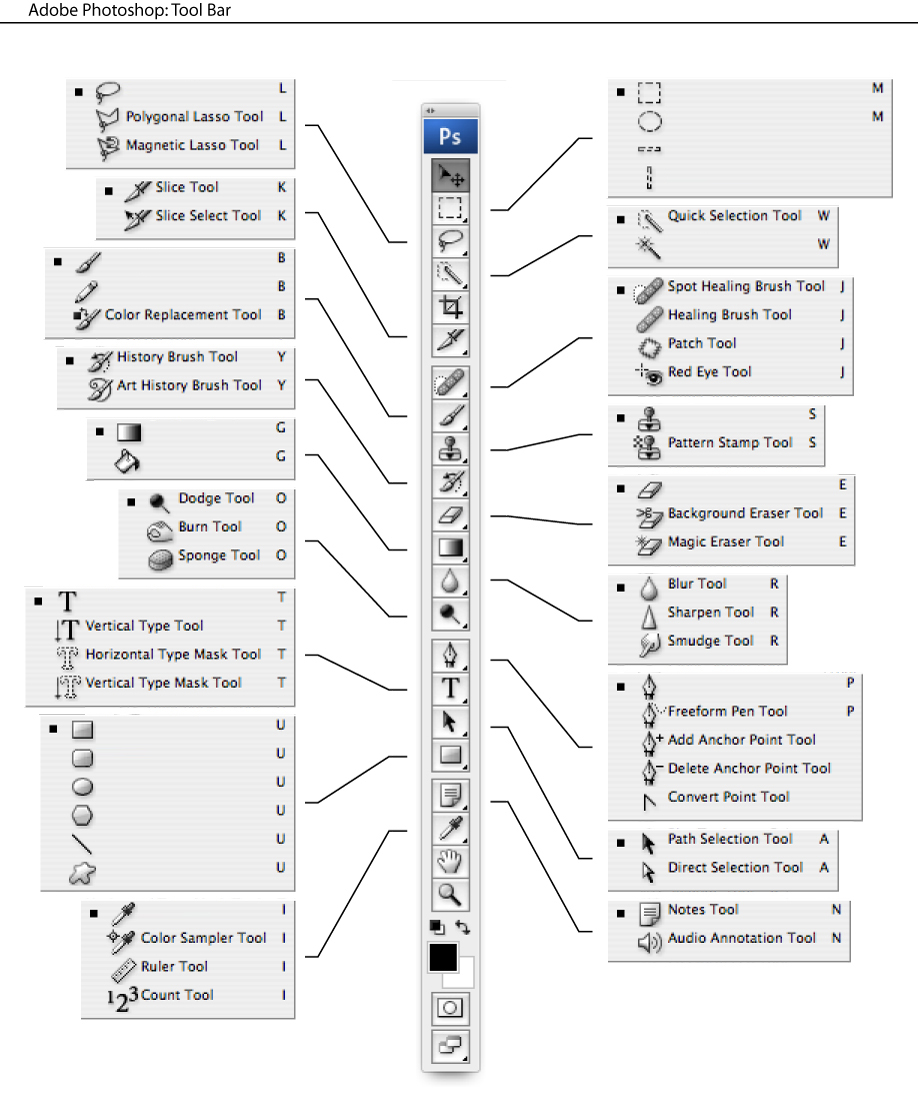 Adobe Photoshop: Tool Bar
L
Polygonal Lasso Tool L
Magnetic Lasso Tool L
Slice Tool K
Slice Select Tool K
B
B
Color Replacement Tool B
History Brush Tool Y
Art History Brush Tool Y
G
G
Dodge Tool O
Burn Tool O
Sponge Tool O
T T
T Vertical Type Tool T
T Horizontal Type Mask Tool T
T Vertical Type Mask Tool T
U
U
U
U
U
U
I
Color Sampler Tool I
Ruler Tool I
123 Count Tool I
Ps
T
M
M
Quick Selection Tool W
W
Spot Healing Brush Tool J
Healing Brush Tool J
Patch Tool J
Red Eye Tool J
S
Pattern Stamp Tool S
E
Background Eraser Tool E
Magic Eraser Tool E
Blur Tool R
Sharpen Tool R
Smudge Tool R
P
Freeform Pen Tool P
Add Anchor Point Tool
Delete Anchor Point Tool
Convert Point Tool
Path Selection Tool A
Direct Selection Tool A
Notes Tool N
Audio Annotation Tool N